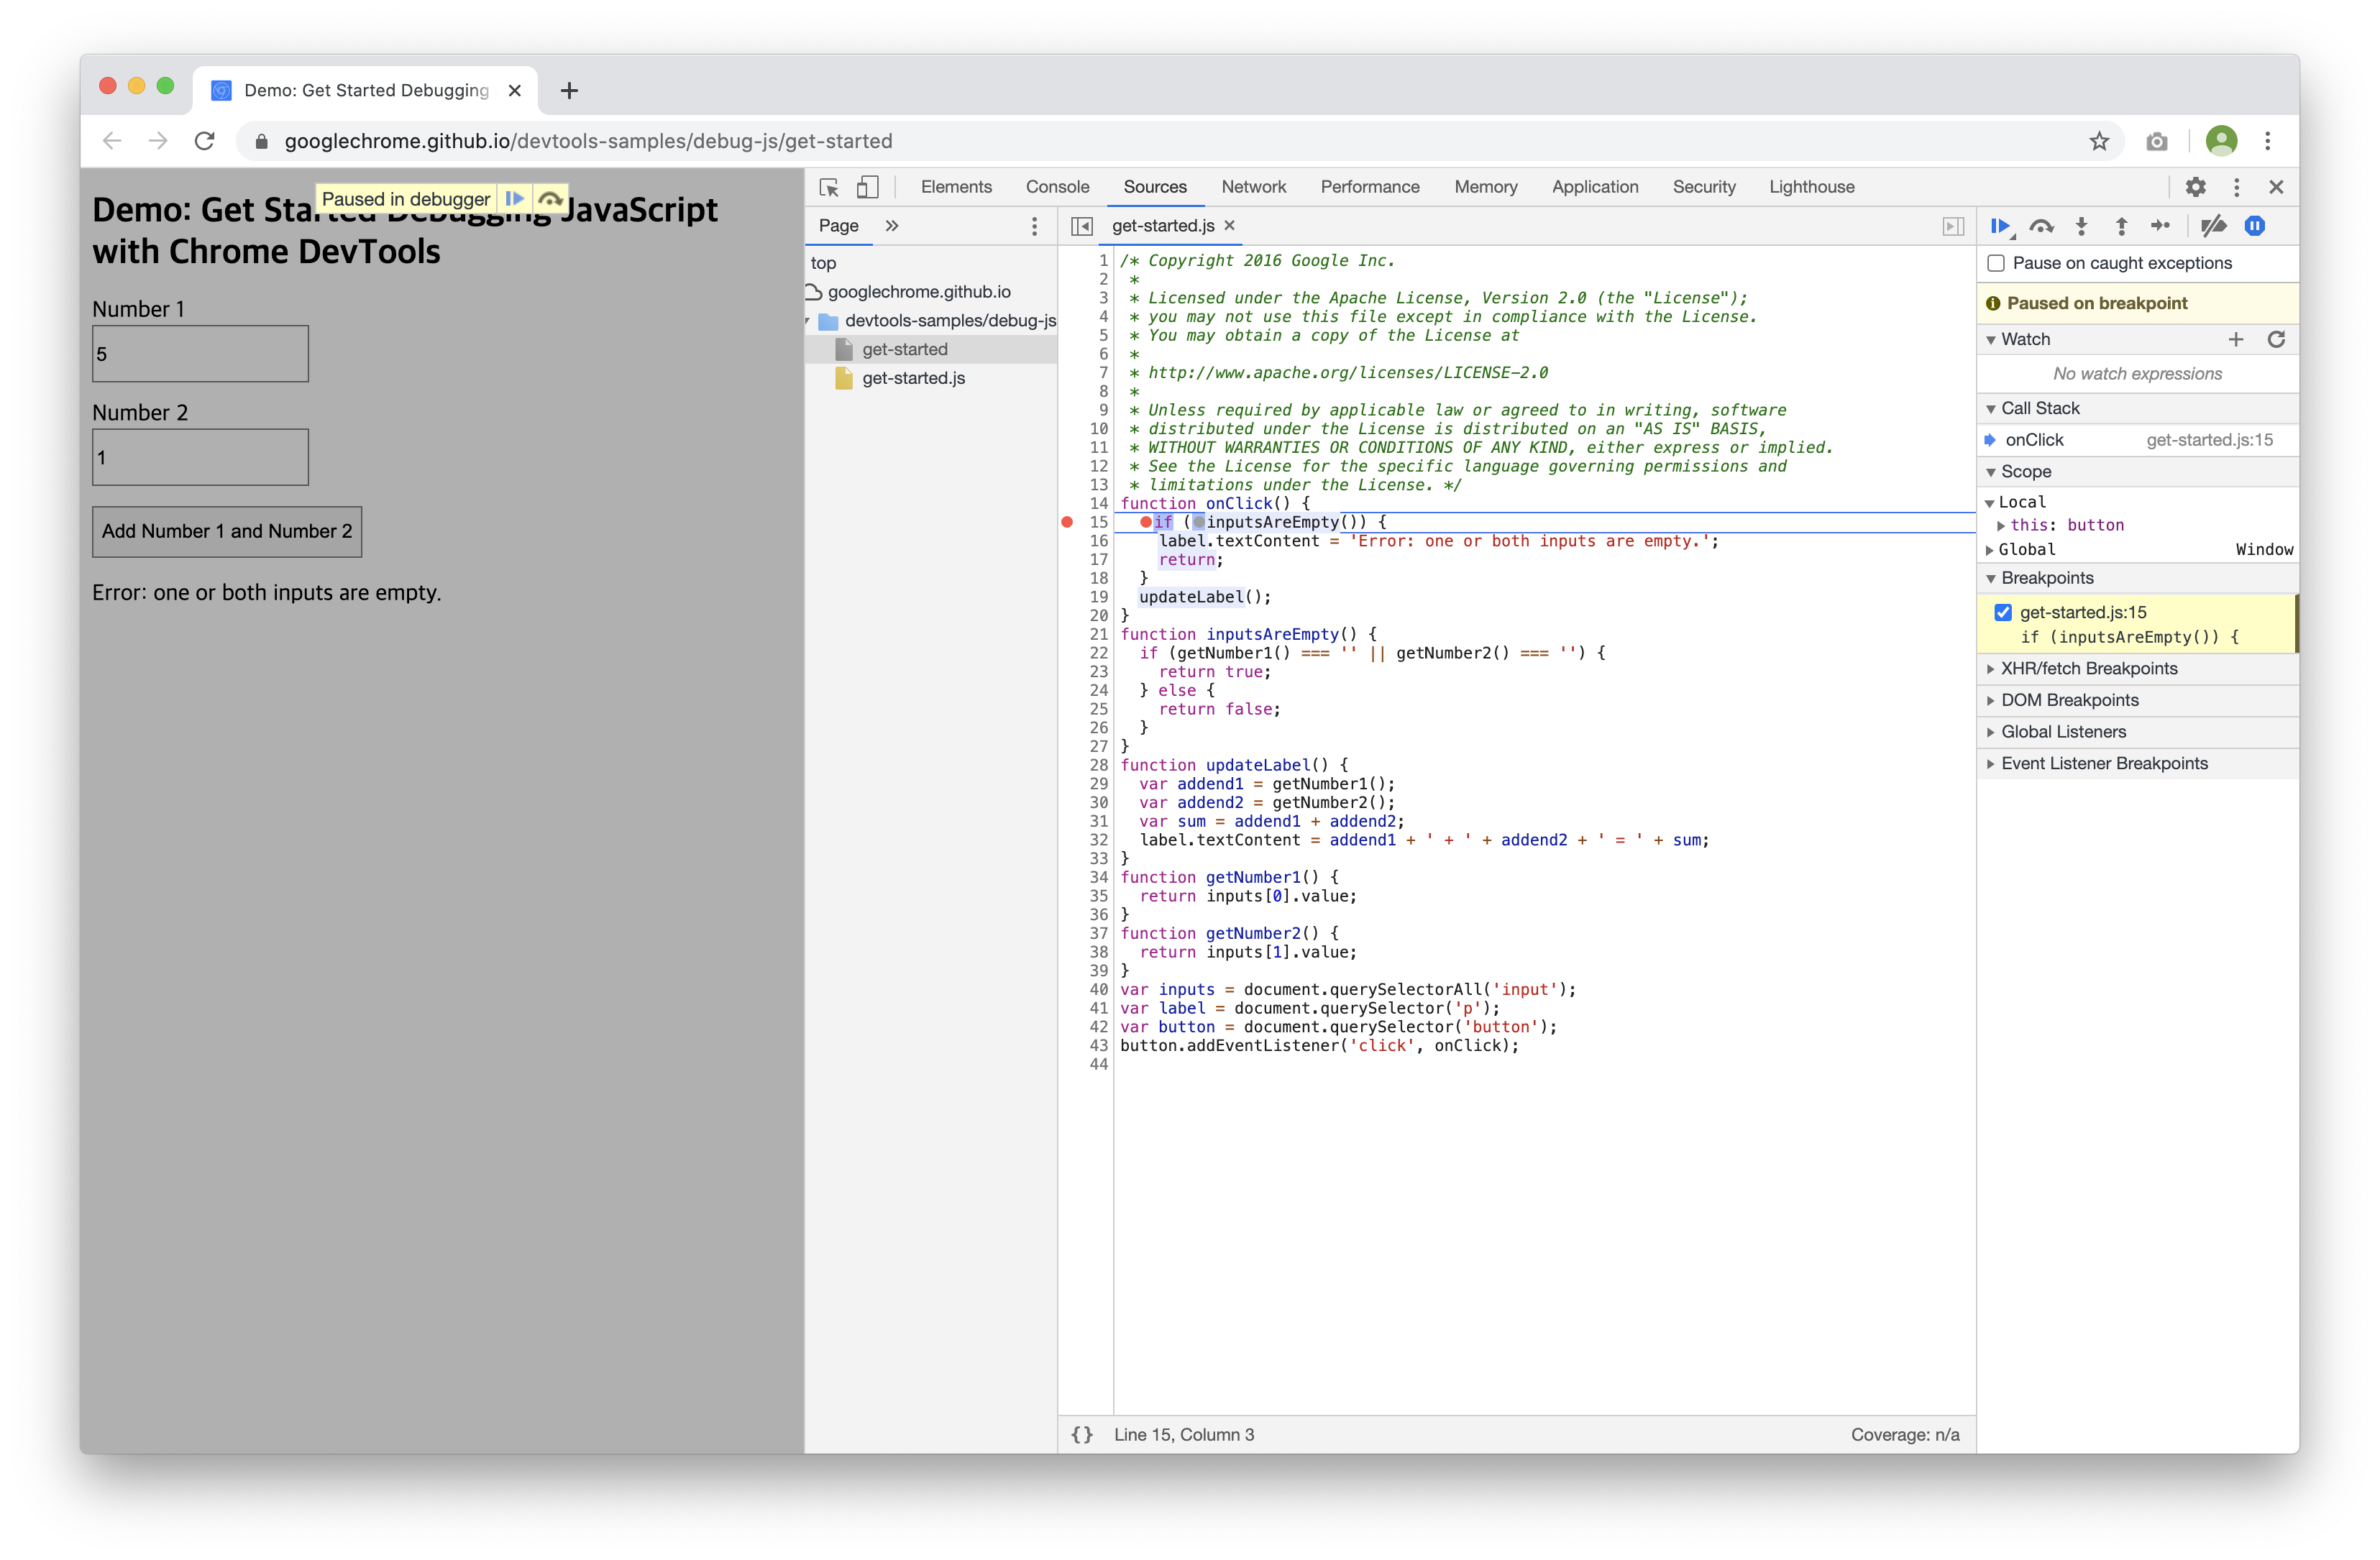 Demo: Get Started Debugging
googlechrome.github.io/devtools-samples/debug-js/get-started
Paused in debugger
Demo: Get Started Debugging JavaScript
with Chrome DevTools
Number 1
5
Number 2
1
Add Number 1 and Number 2
Error: one or both inputs are empty.
Elements Console Sources Network Performance Memory Application Security Lighthouse
Page
top
googlechrome.github.io
devtools-samples/debug-js
get-started
get-started.js
get-started.js
1 /* Copyright 2016 Google Inc.
2  *
3  * Licensed under the Apache License, Version 2.0 (the "License");
4  * you may not use this file except in compliance with the License.
5  * You may obtain a copy of the License at
6  *
7  * http://www.apache.org/licenses/LICENSE-2.0
8  *
9  * Unless required by applicable law or agreed to in writing, software
10  * distributed under the License is distributed on an "AS IS" BASIS,
11  * WITHOUT WARRANTIES OR CONDITIONS OF ANY KIND, either express or implied.
12  * See the License for the specific language governing permissions and
13  * limitations under the License. */
14 function onClick() {
15   if (inputsAreEmpty()) {
16     label.textContent = 'Error: one or both inputs are empty.';
17     return;
18   }
19   updateLabel();
20 }
21 function inputsAreEmpty() {
22   if (getNumber1() === '' || getNumber2() === '') {
23     return true;
24   } else {
25     return false;
26   }
27 }
28 function updateLabel() {
29   var addend1 = getNumber1();
30   var addend2 = getNumber2();
31   var sum = addend1 + addend2;
32   label.textContent = addend1 + ' + ' + addend2 + ' = ' + sum;
33 }
34 function getNumber1() {
35   return inputs[0].value;
36 }
37 function getNumber2() {
38   return inputs[1].value;
39 }
40 var inputs = document.querySelectorAll('input');
41 var label = document.querySelector('p');
42 var button = document.querySelector('button');
43 button.addEventListener('click', onClick);
44
{} Line 15, Column 3
Coverage: n/a
Pause on caught exceptions
Paused on breakpoint
Watch
No watch expressions
Call Stack
onClick get-started.js:15
Scope
Local
this: button
Global Window
Breakpoints
get-started.js:15
if (inputsAreEmpty()) {
XHR/fetch Breakpoints
DOM Breakpoints
Global Listeners
Event Listener Breakpoints